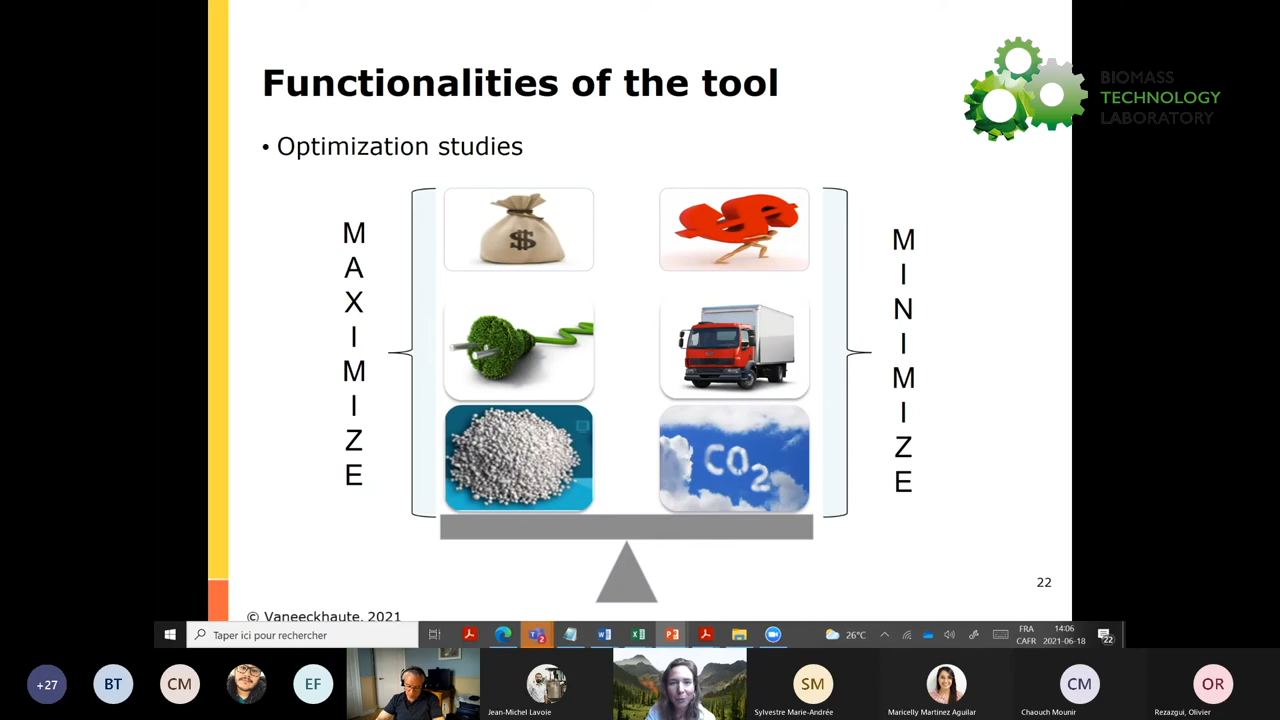 Functionalities of the tool
BIOMASS
TECHNOLOGY
LABORATORY
• Optimization studies
M
A
X
I
M
I
Z
E
$
$
CO2
M
I
N
I
M
I
Z
E
22
© Vaneeckhaute, 2021
Taper ici pour rechercher
26°C
FRA
CAFR
14:06
2021-06-18
22
+27
BT
CM
EF
Jean-Michel Lavoie
SM
Sylvestre Marie-Andrée
Maricelly Martinez Aguilar
CM
Chaouch Mounir
OR
Rezazgui, Olivier